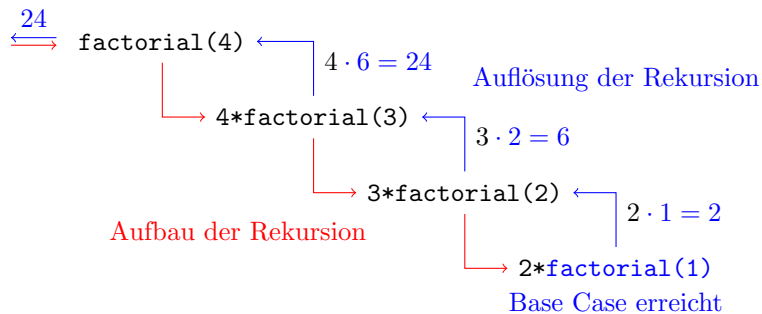 24
factorial(4)
4 · 6 = 24
Auflösung der Rekursion
4*factorial(3)
3 · 2 = 6
3*factorial(2)
2 · 1 = 2
Aufbau der Rekursion
2*factorial(1)
Base Case erreicht